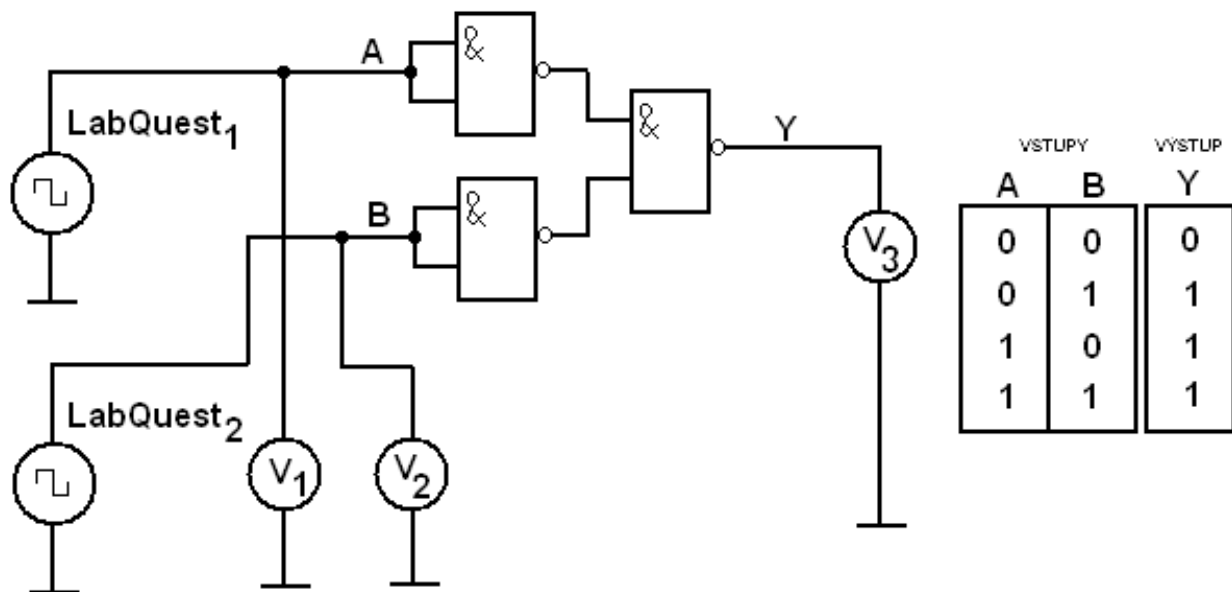 A
&
LabQuest1
&
Y
B
&
LabQuest2
V1
V2
V3
VSTUPY VÝSTUP
A B Y
0 0 0
0 1 1
1 0 1
1 1 1